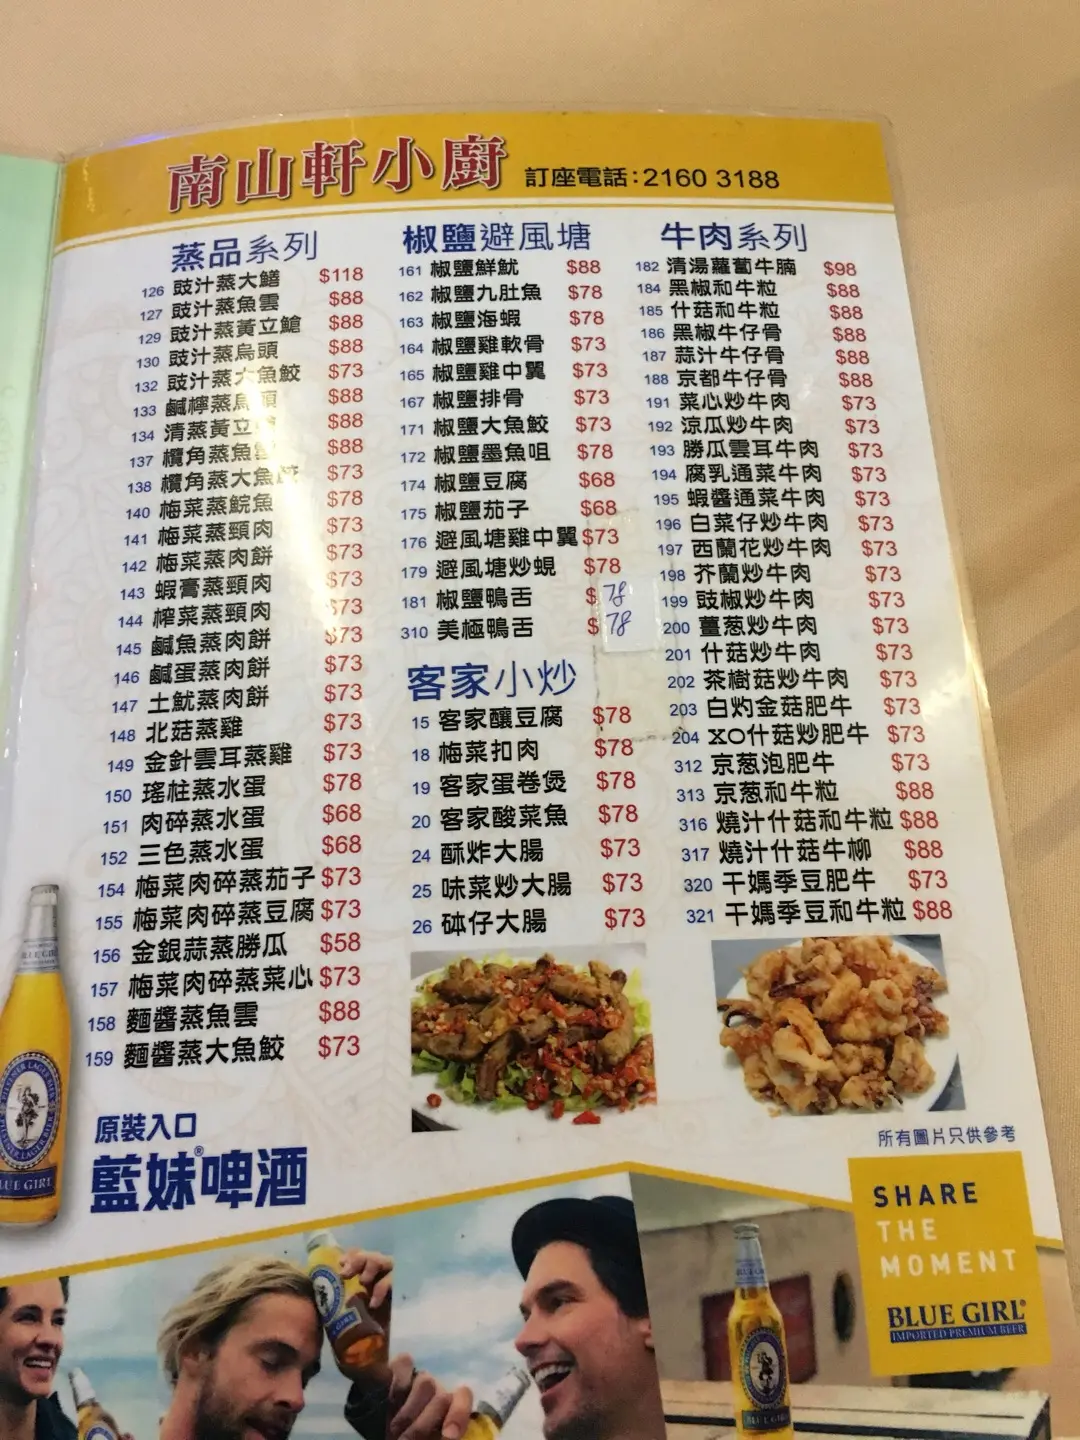 南山軒小廚
訂座電話:2160 3188
蒸品系列
126 豉汁蒸大鱔 $118
127 豉汁蒸魚雲 $88
129 豉汁蒸黃立鯧 $88
130 豉汁蒸烏頭 $88
132 豉汁蒸大魚鮫 $73
133 鹹檸蒸烏頭 $88
134 清蒸黃立 $88
137 欖角蒸魚 $88
138 欖角蒸大魚 $73
140 梅菜蒸鯇魚 $78
141 梅菜蒸頸肉 $73
142 梅菜蒸肉餅 $73
143 蝦膏蒸頸肉 $73
144 榨菜蒸頸肉 $73
145 鹹魚蒸肉餅 $73
146 鹹蛋蒸肉餅 $73
147 土魷蒸肉餅 $73
148 北菇蒸雞 $73
149 金針雲耳蒸雞 $73
150 瑤柱蒸水蛋 $78
151 肉碎蒸水蛋 $68
152 三色蒸水蛋 $68
154 梅菜肉碎蒸茄子 $73
155 梅菜肉碎蒸豆腐 $73
156 金銀蒜蒸勝瓜 $58
157 梅菜肉碎蒸菜心 $73
158 麵醬蒸魚雲 $88
159 麵醬蒸大魚鮫 $73
椒鹽避風塘
161 椒鹽鮮魷 $88
162 椒鹽九肚魚 $78
163 椒鹽海蝦 $78
164 椒鹽雞軟骨 $73
165 椒鹽雞中翼 $73
167 椒鹽排骨 $73
171 椒鹽大魚鮫 $73
172 椒鹽墨魚咀 $78
174 椒鹽豆腐 $68
175 椒鹽茄子 $68
176 避風塘雞中翼 $73
179 避風塘炒蜆 $78
181 椒鹽鴨舌 $78
310 美極鴨舌 $78
客家小炒
15 客家釀豆腐 $78
18 梅菜扣肉 $78
19 客家蛋卷煲 $78
20 客家酸菜魚 $78
24 酥炸大腸 $73
25 味菜炒大腸 $73
26 砵仔大腸 $73
牛肉系列
182 清湯蘿蔔牛腩 $98
184 黑椒和牛粒 $88
185 什菇和牛粒 $88
186 黑椒牛仔骨 $88
187 蒜汁牛仔骨 $88
188 京都牛仔骨 $88
191 菜心炒牛肉 $73
192 涼瓜炒牛肉 $73
193 勝瓜雲耳牛肉 $73
194 腐乳通菜牛肉 $73
195 蝦醬通菜牛肉 $73
196 白菜仔炒牛肉 $73
197 西蘭花炒牛肉 $73
198 芥蘭炒牛肉 $73
199 豉椒炒牛肉 $73
200 薑葱炒牛肉 $73
201 什菇炒牛肉 $73
202 茶樹菇炒牛肉 $73
203 白灼金菇肥牛 $73
204 XO什菇炒肥牛 $73
312 京葱泡肥牛 $73
313 京葱和牛粒 $88
316 燒汁什菇和牛粒 $88
317 燒汁什菇牛柳 $88
320 干媽季豆肥牛 $73
321 干媽季豆和牛粒 $88
所有圖片只供參考
原裝入口
藍妹®啤酒
SHARE
THE
MOMENT
BLUE GIRL®
IMPORTED PREMIUM BEER